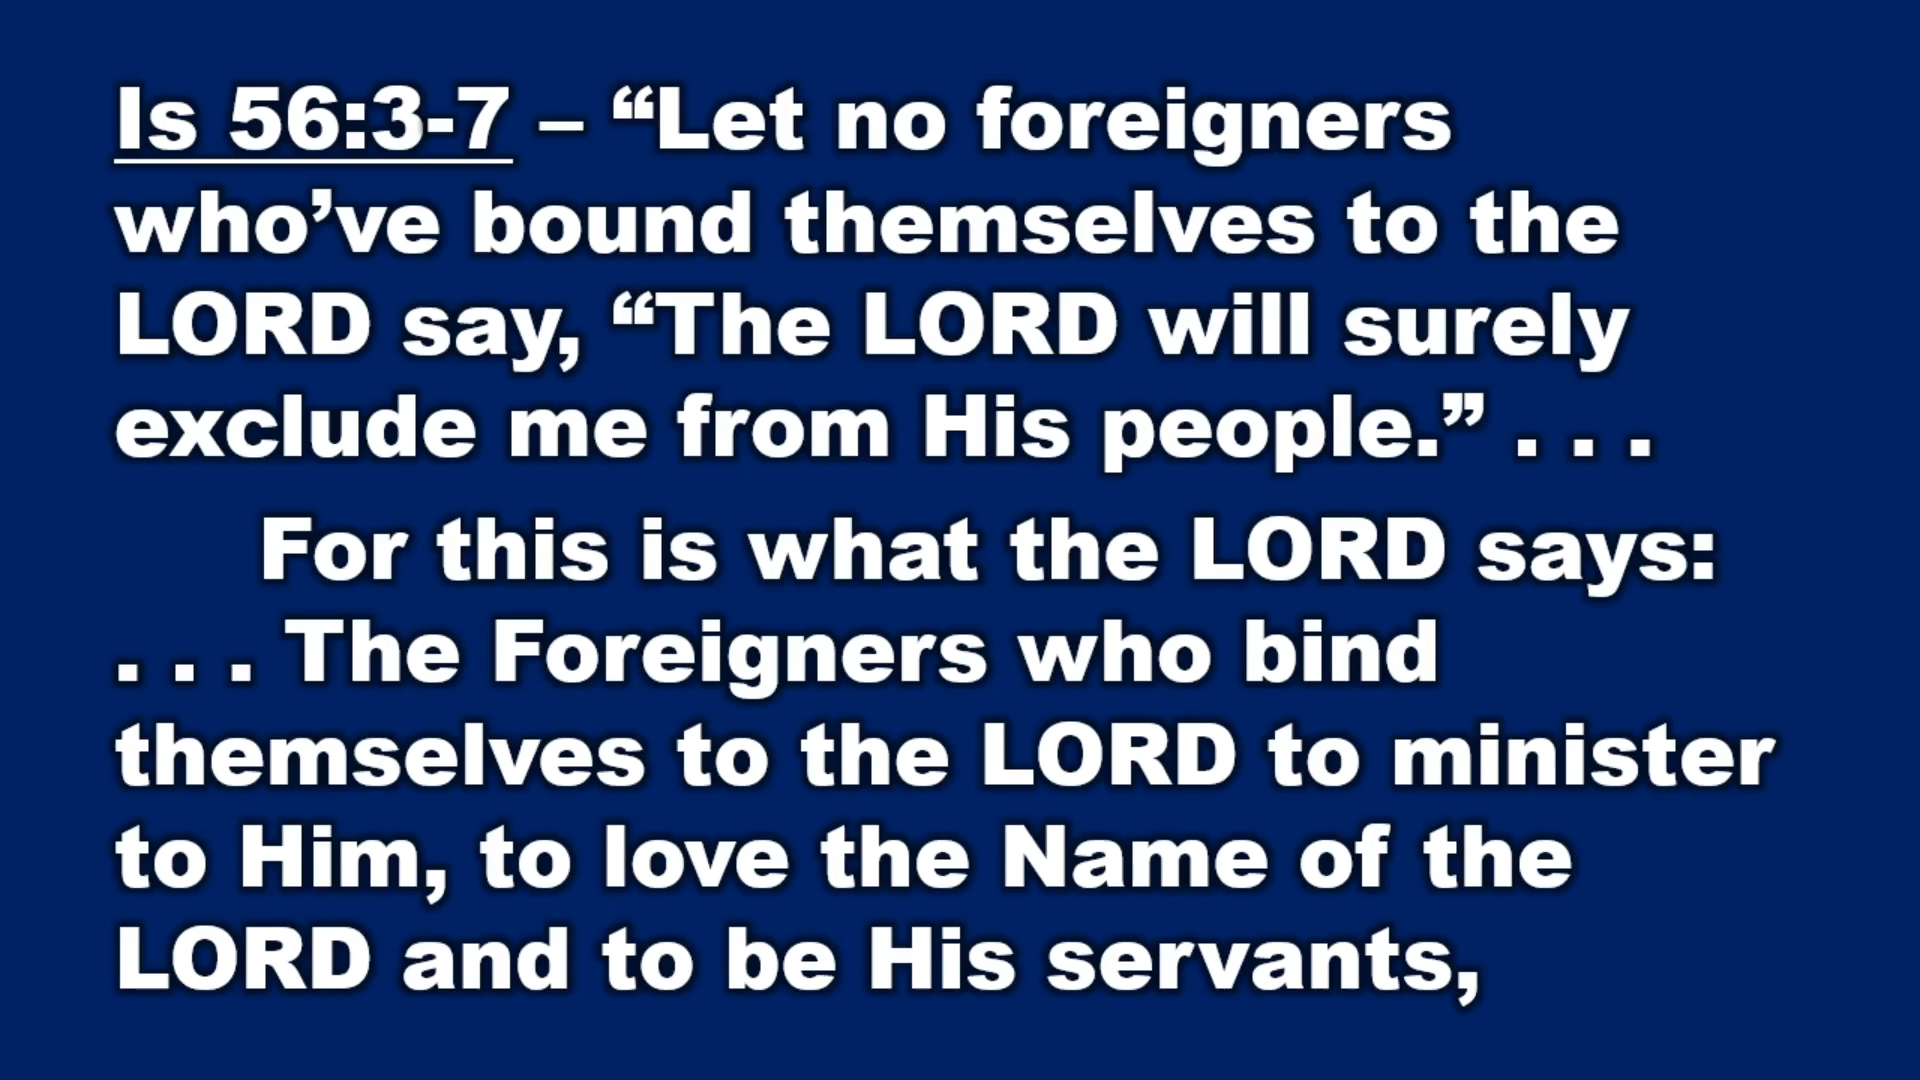 Is 56:3-7 – “Let no foreigners
who’ve bound themselves to the
LORD say, “The LORD will surely
exclude me from His people.” . . .
For this is what the LORD says:
. . . The Foreigners who bind
themselves to the LORD to minister
to Him, to love the Name of the
LORD and to be His servants,